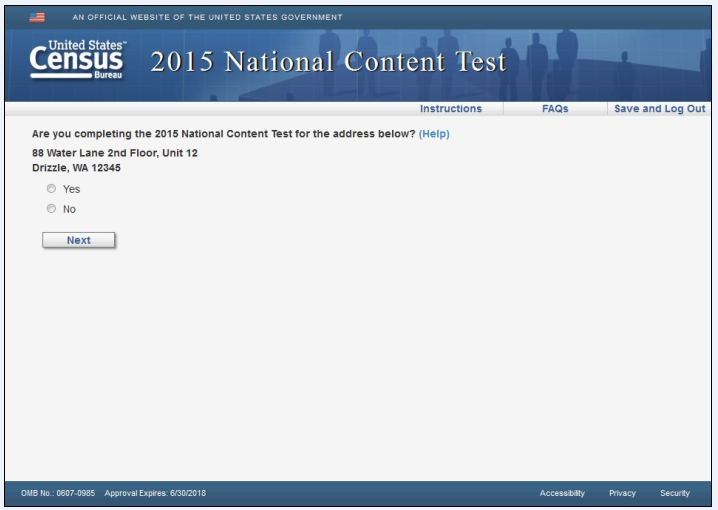 AN OFFICIAL WEBSITE OF THE UNITED STATES GOVERNMENT
United States™
Census
Bureau
2015 National Content Test
Instructions FAQs Save and Log Out
Are you completing the 2015 National Content Test for the address below? (Help)
88 Water Lane 2nd Floor, Unit 12
Drizzle, WA 12345
Yes
No
Next
OMB No.: 0607-0985 Approval Expires: 6/30/2018 Accessibility Privacy Security